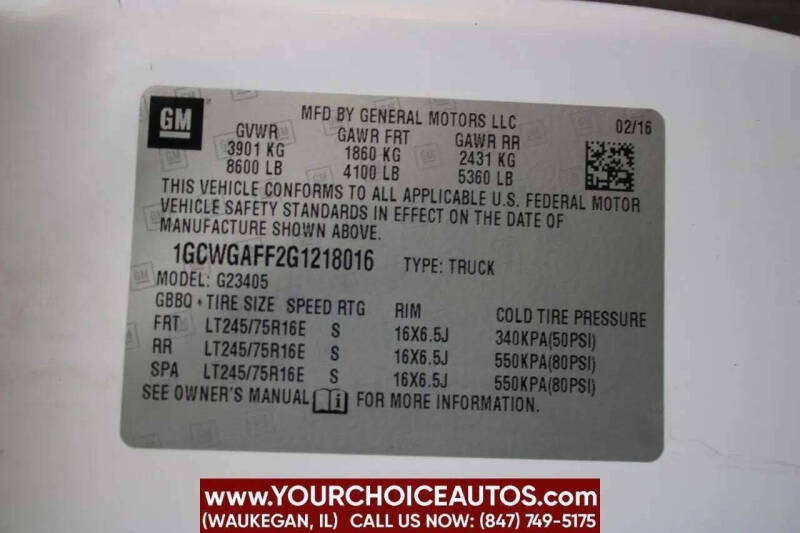 GM
MFD BY GENERAL MOTORS LLC 02/16
GVWR GAWR FRT GAWR RR
3901 KG 1860 KG 2431 KG
8600 LB 4100 LB 5360 LB
THIS VEHICLE CONFORMS TO ALL APPLICABLE U.S. FEDERAL MOTOR
VEHICLE SAFETY STANDARDS IN EFFECT ON THE DATE OF
MANUFACTURE SHOWN ABOVE.
1GCWGAFF2G1218016 TYPE: TRUCK
MODEL: G23405
GBBQ • TIRE SIZE SPEED RTG RIM COLD TIRE PRESSURE
FRT LT245/75R16E S 16X6.5J 340KPA(50PSI)
RR LT245/75R16E S 16X6.5J 550KPA(80PSI)
SPA LT245/75R16E S 16X6.5J 550KPA(80PSI)
SEE OWNER'S MANUAL i FOR MORE INFORMATION.
www.YOURCHOICEAUTOS.com
(WAUKEGAN, IL) CALL US NOW: (847) 749-5175